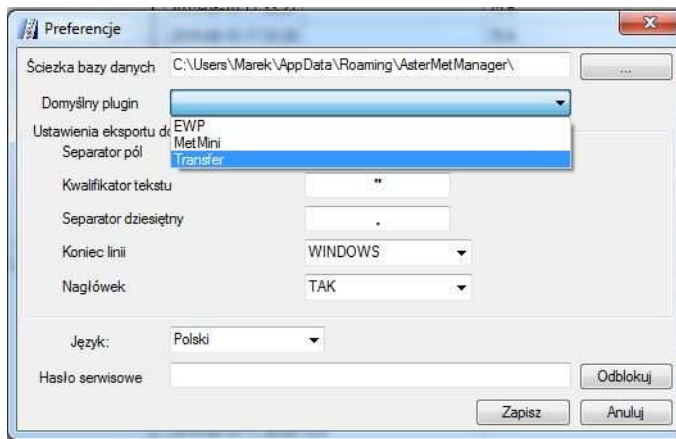 Preferencje
Ściezka bazy danych C:\Users\Marek\AppData\Roaming\AsterMetManager\ ...
Domyślny plugin
EWP
Ustawienia eksportu do
MetMini
Separator pól
Transfer
Kwalifikator tekstu "
Separator dziesiętny .
Koniec linii WINDOWS
Nagłówek TAK
Język: Polski
Hasło serwisowe Odblokuj
Zapisz Anuluj